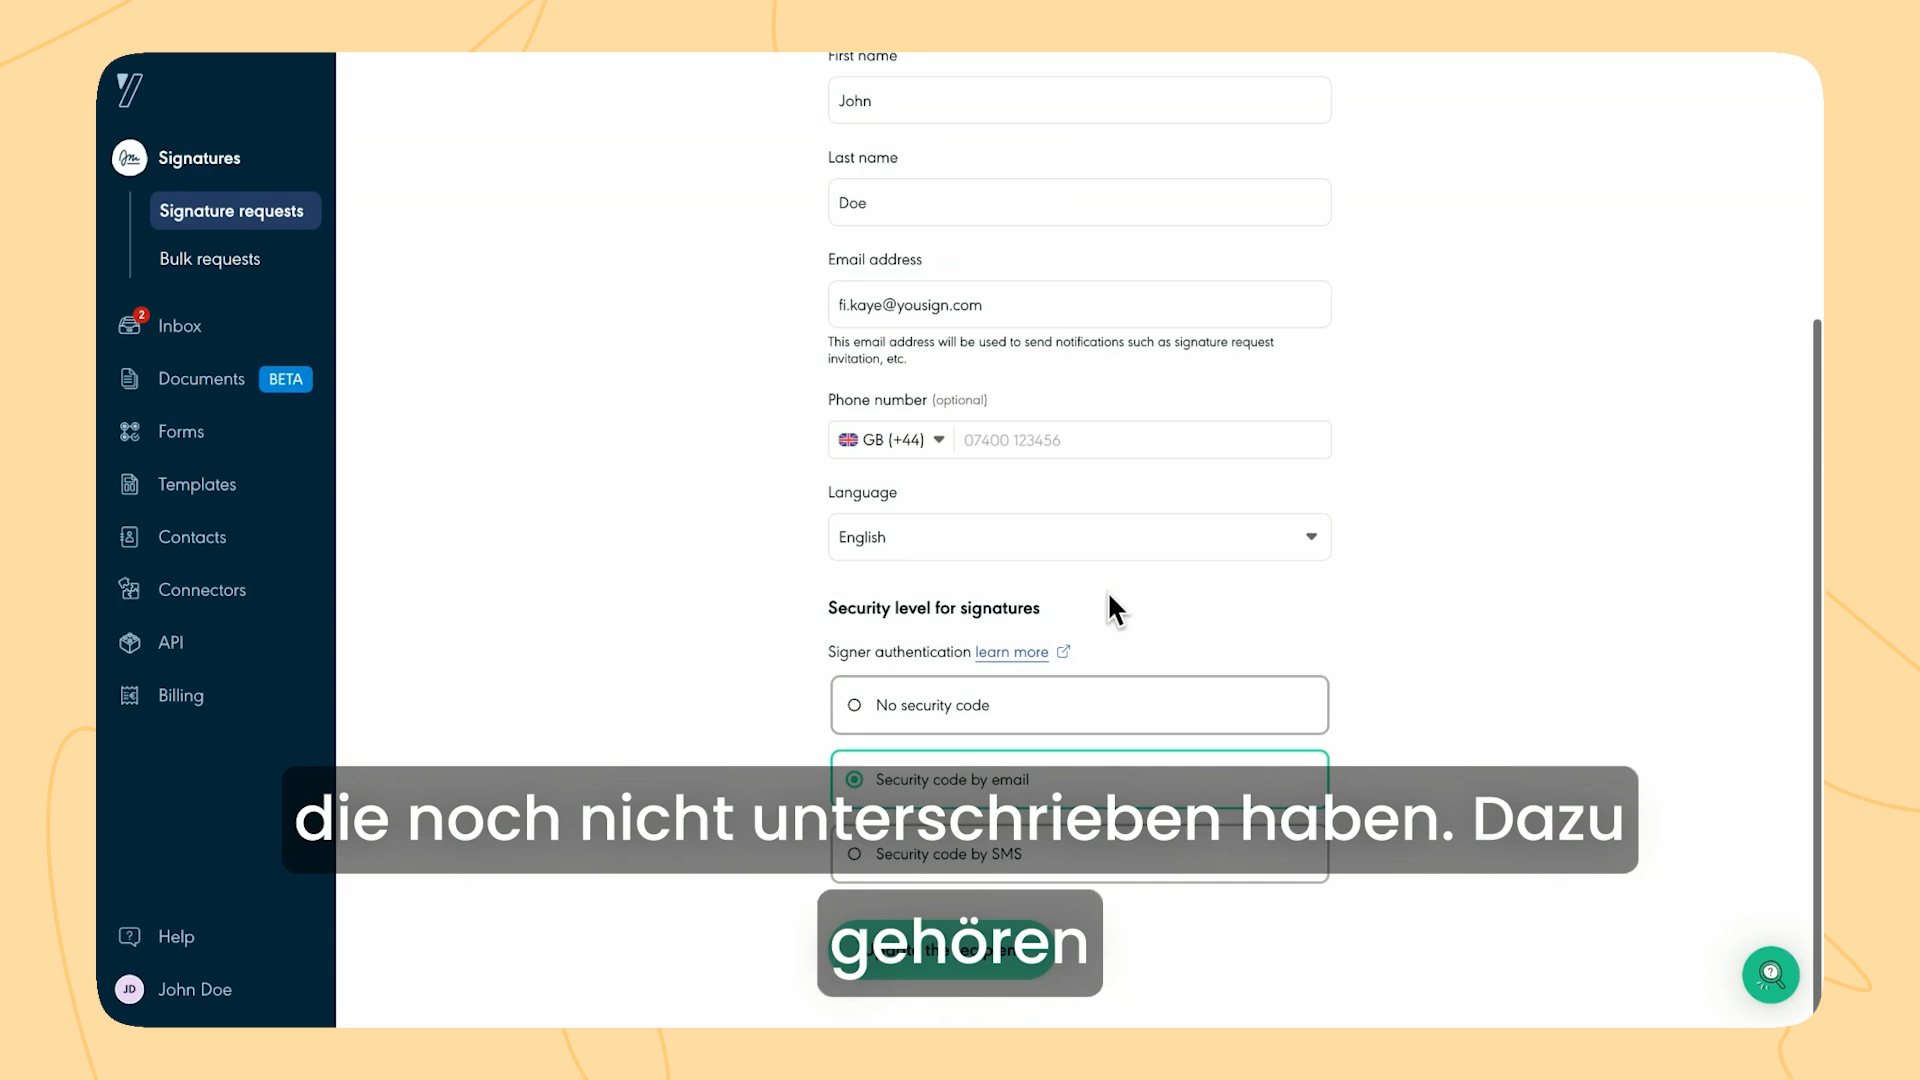 First name
John
Signatures
Last name
Signature requests
Doe
Bulk requests
Email address
fi.kaye@yousign.com
2
Inbox
This email address will be used to send notifications such as signature request
invitation, etc.
Documents BETA
Phone number (optional)
Forms
GB (+44) 07400 123456
Templates
Language
Contacts
English
Connectors
Security level for signatures
API
Signer authentication learn more
Billing
No security code
Security code by email
die noch nicht unterschrieben haben. Dazu
Security code by SMS
gehören
Help
JD John Doe